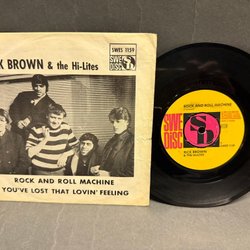 CK BROWN & the Hi-Lites
SWES 1159
SWE
DISC
ROCK AND ROLL MACHINE
YOU'VE LOST THAT LOVIN' FEELING
ROCK AND ROLL MACHINE
SWE
DISC
RICK BROWN
& THE HI-LITES